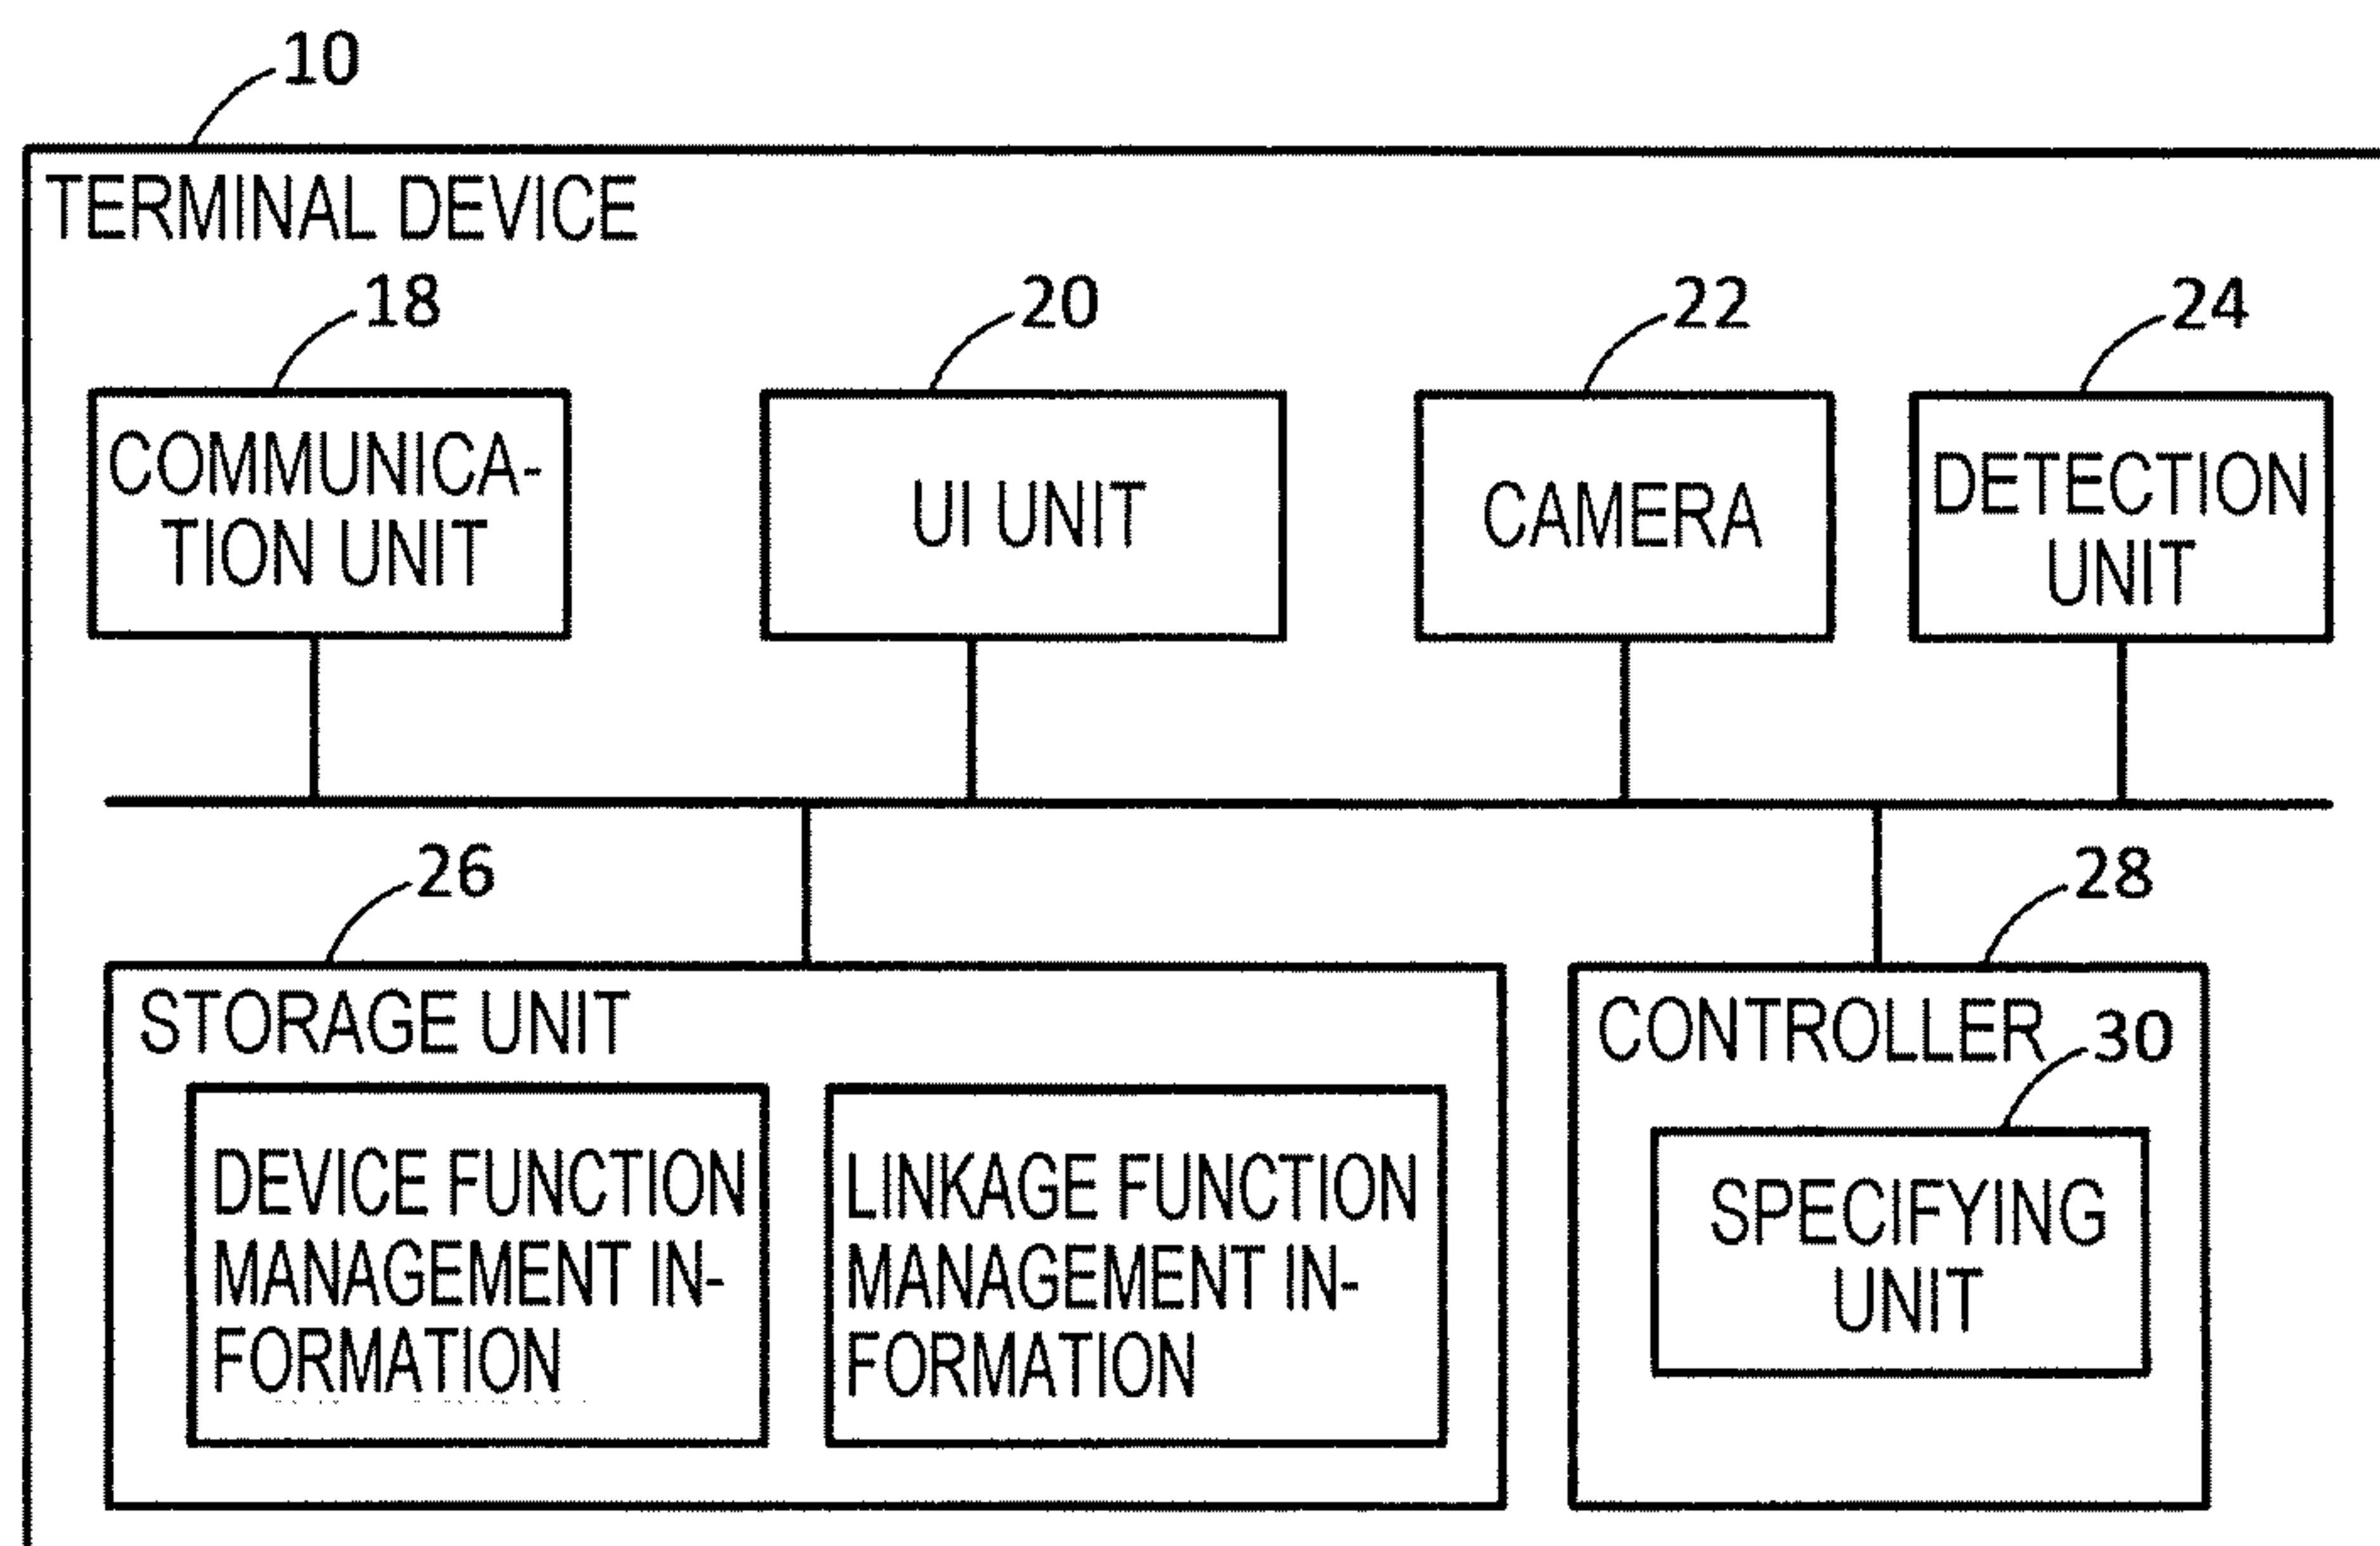 10
TERMINAL DEVICE
18
20
22
24
COMMUNICA-
TION UNIT
UI UNIT
CAMERA
DETECTION
UNIT
26
28
STORAGE UNIT
CONTROLLER
30
DEVICE FUNCTION
MANAGEMENT IN-
FORMATION
LINKAGE FUNCTION
MANAGEMENT IN-
FORMATION
SPECIFYING
UNIT